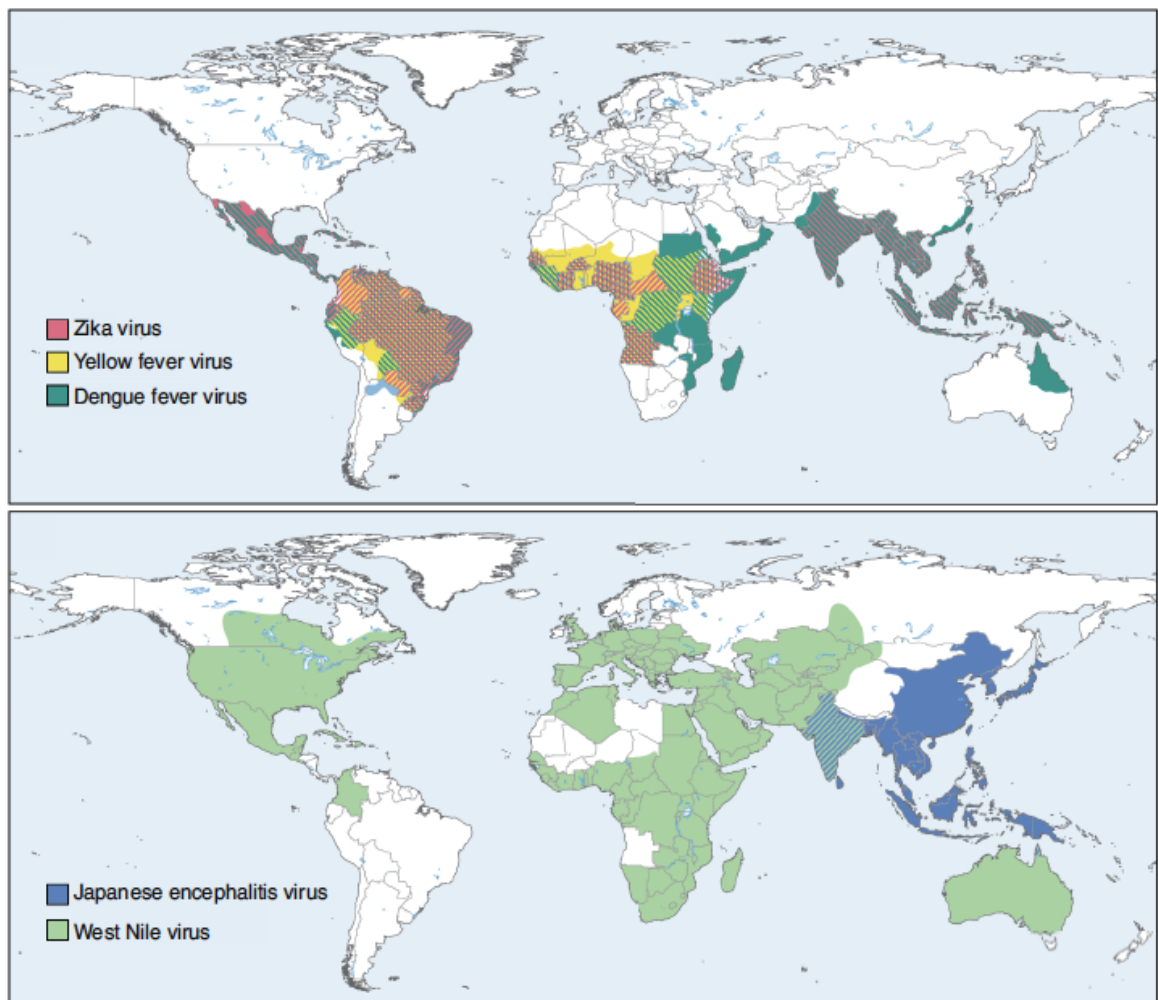 Zika virus
Yellow fever virus
Dengue fever virus
Japanese encephalitis virus
West Nile virus